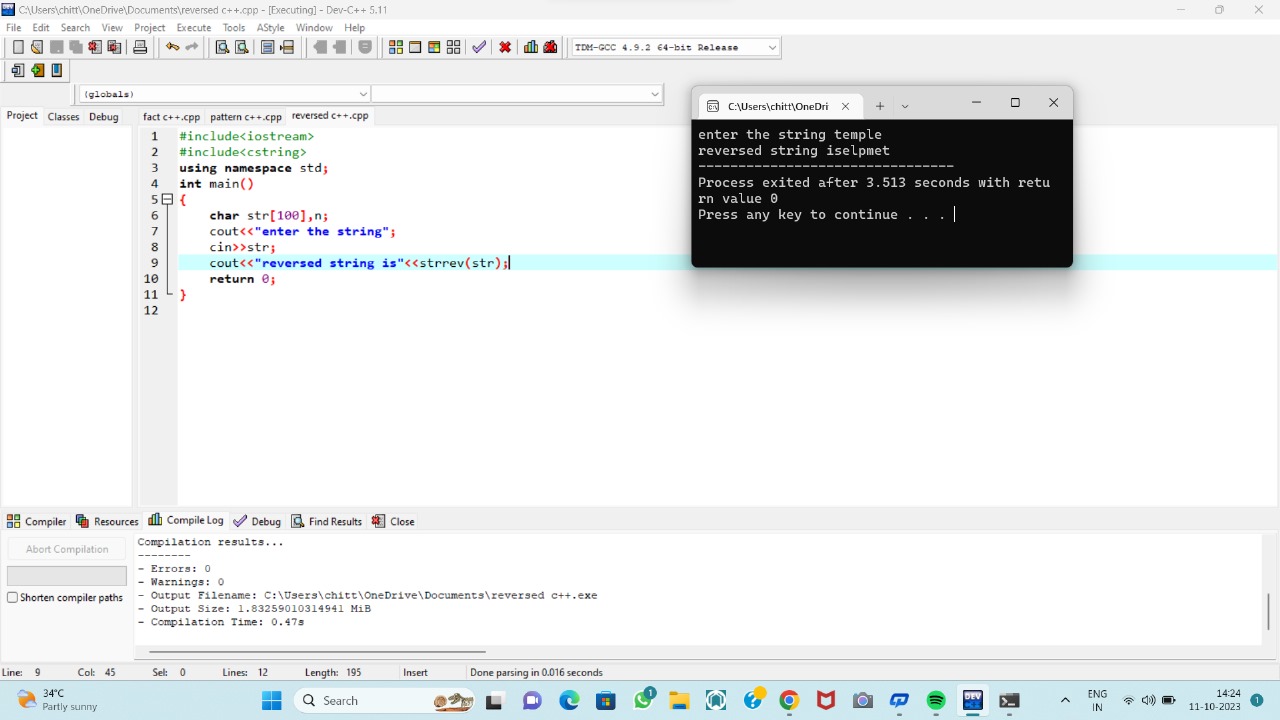 C:\Users\chitt\OneDrive\Documents\reversed c++.cpp - [Executing] - Dev-C++ 5.11
File Edit Search View Project Execute Tools AStyle Window Help
TDM-GCC 4.9.2 64-bit Release
(globals)
Project Classes Debug
fact c++.cpp pattern c++.cpp reversed c++.cpp
1 #include<iostream>
2 #include<cstring>
3 using namespace std;
4 int main()
5 {
6 char str[100],n;
7 cout<<"enter the string";
8 cin>>str;
9 cout<<"reversed string is"<<strrev(str);
10 return 0;
11 }
12
C:\Users\chitt\OneDri
enter the string temple
reversed string iselpmet
--------------------------------
Process exited after 3.513 seconds with retu
rn value 0
Press any key to continue . . .
Compiler Resources Compile Log Debug Find Results Close
Abort Compilation
Shorten compiler paths
Compilation results...
--------
- Errors: 0
- Warnings: 0
- Output Filename: C:\Users\chitt\OneDrive\Documents\reversed c++.exe
- Output Size: 1.83259010314941 MiB
- Compilation Time: 0.47s
Line: 9 Col: 45 Sel: 0 Lines: 12 Length: 195 Insert Done parsing in 0.016 seconds
34°C
Partly sunny
Search
1
DEV
ENG
IN
14:24
11-10-2023
1